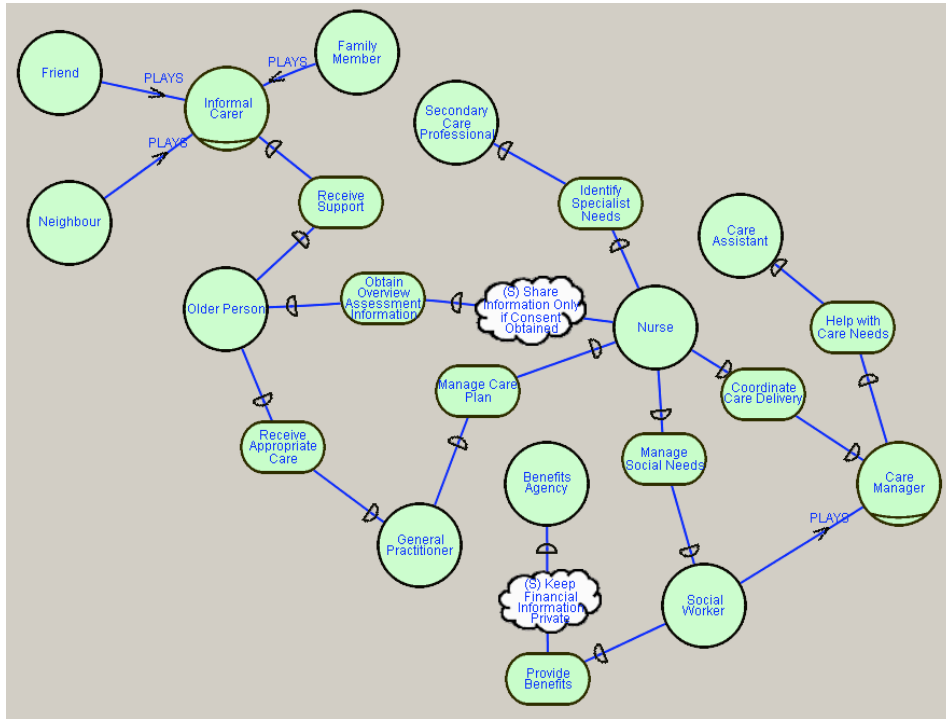 Friend
Family
Member
PLAYS
PLAYS
Informal
Carer
PLAYS
Neighbour
Receive
Support
Secondary
Care
Professional
Identify
Specialist
Needs
Care
Assistant
Older Person
Obtain
Overview
Assessment
Information
(S) Share
Information Only
if Consent
Obtained
Nurse
Help with
Care Needs
Manage Care
Plan
Coordinate
Care Delivery
Receive
Appropriate
Care
Manage
Social Needs
Benefits
Agency
Care
Manager
PLAYS
General
Practitioner
(S) Keep
Financial
Information
Private
Social
Worker
Provide
Benefits